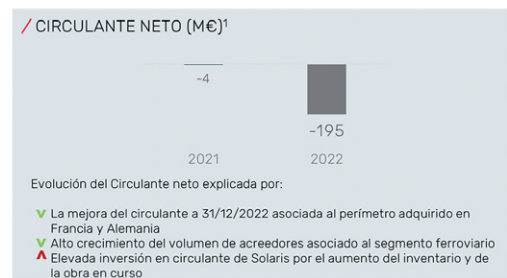 / CIRCULANTE NETO (M€)¹
-4
-195
2021 2022
Evolución del Circulante neto explicada por:
V La mejora del circulante a 31/12/2022 asociada al perímetro adquirido en
Francia y Alemania
V Alto crecimiento del volumen de acreedores asociado al segmento ferroviario
Λ Elevada inversión en circulante de Solaris por el aumento del inventario y de
la obra en curso